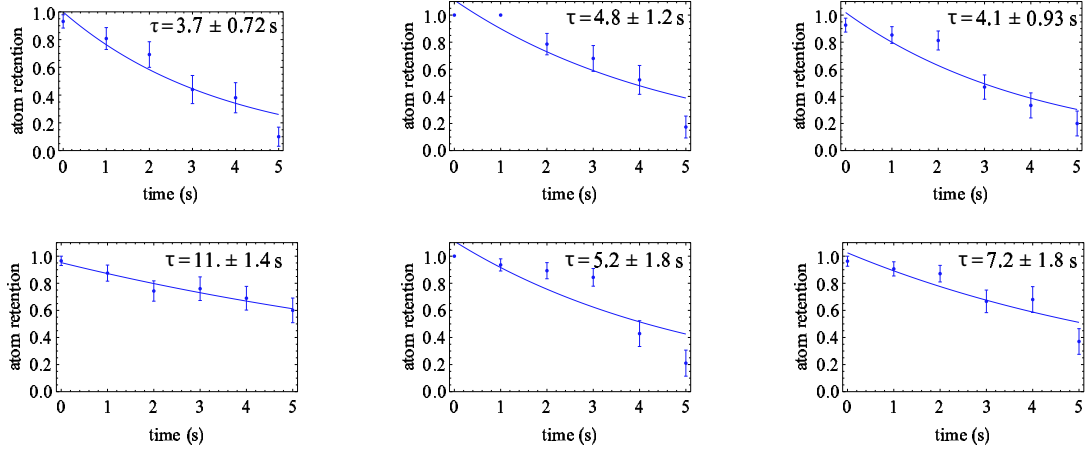 τ = 3.7 ± 0.72 s
atom retention
1.0
0.8
0.6
0.4
0.2
0.0
0 1 2 3 4 5
time (s)
τ = 4.8 ± 1.2 s
atom retention
1.0
0.8
0.6
0.4
0.2
0.0
0 1 2 3 4 5
time (s)
τ = 4.1 ± 0.93 s
atom retention
1.0
0.8
0.6
0.4
0.2
0.0
0 1 2 3 4 5
time (s)
τ = 11. ± 1.4 s
atom retention
1.0
0.8
0.6
0.4
0.2
0.0
0 1 2 3 4 5
time (s)
τ = 5.2 ± 1.8 s
atom retention
1.0
0.8
0.6
0.4
0.2
0.0
0 1 2 3 4 5
time (s)
τ = 7.2 ± 1.8 s
atom retention
1.0
0.8
0.6
0.4
0.2
0.0
0 1 2 3 4 5
time (s)